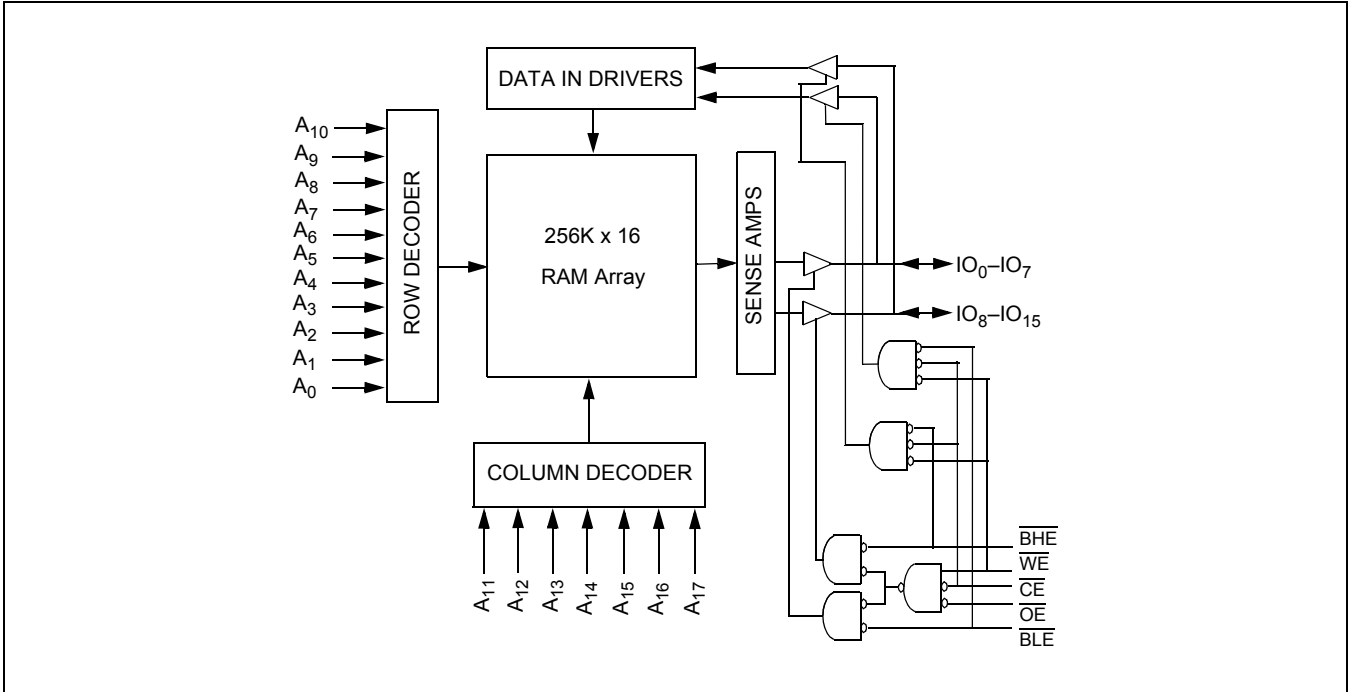 DATA IN DRIVERS
A10
A9
A8
A7
A6
A5
A4
A3
A2
A1
A0
ROW DECODER
256K x 16
RAM Array
SENSE AMPS
IO0–IO7
IO8–IO15
COLUMN DECODER
A11
A12
A13
A14
A15
A16
A17
BHE
WE
CE
OE
BLE